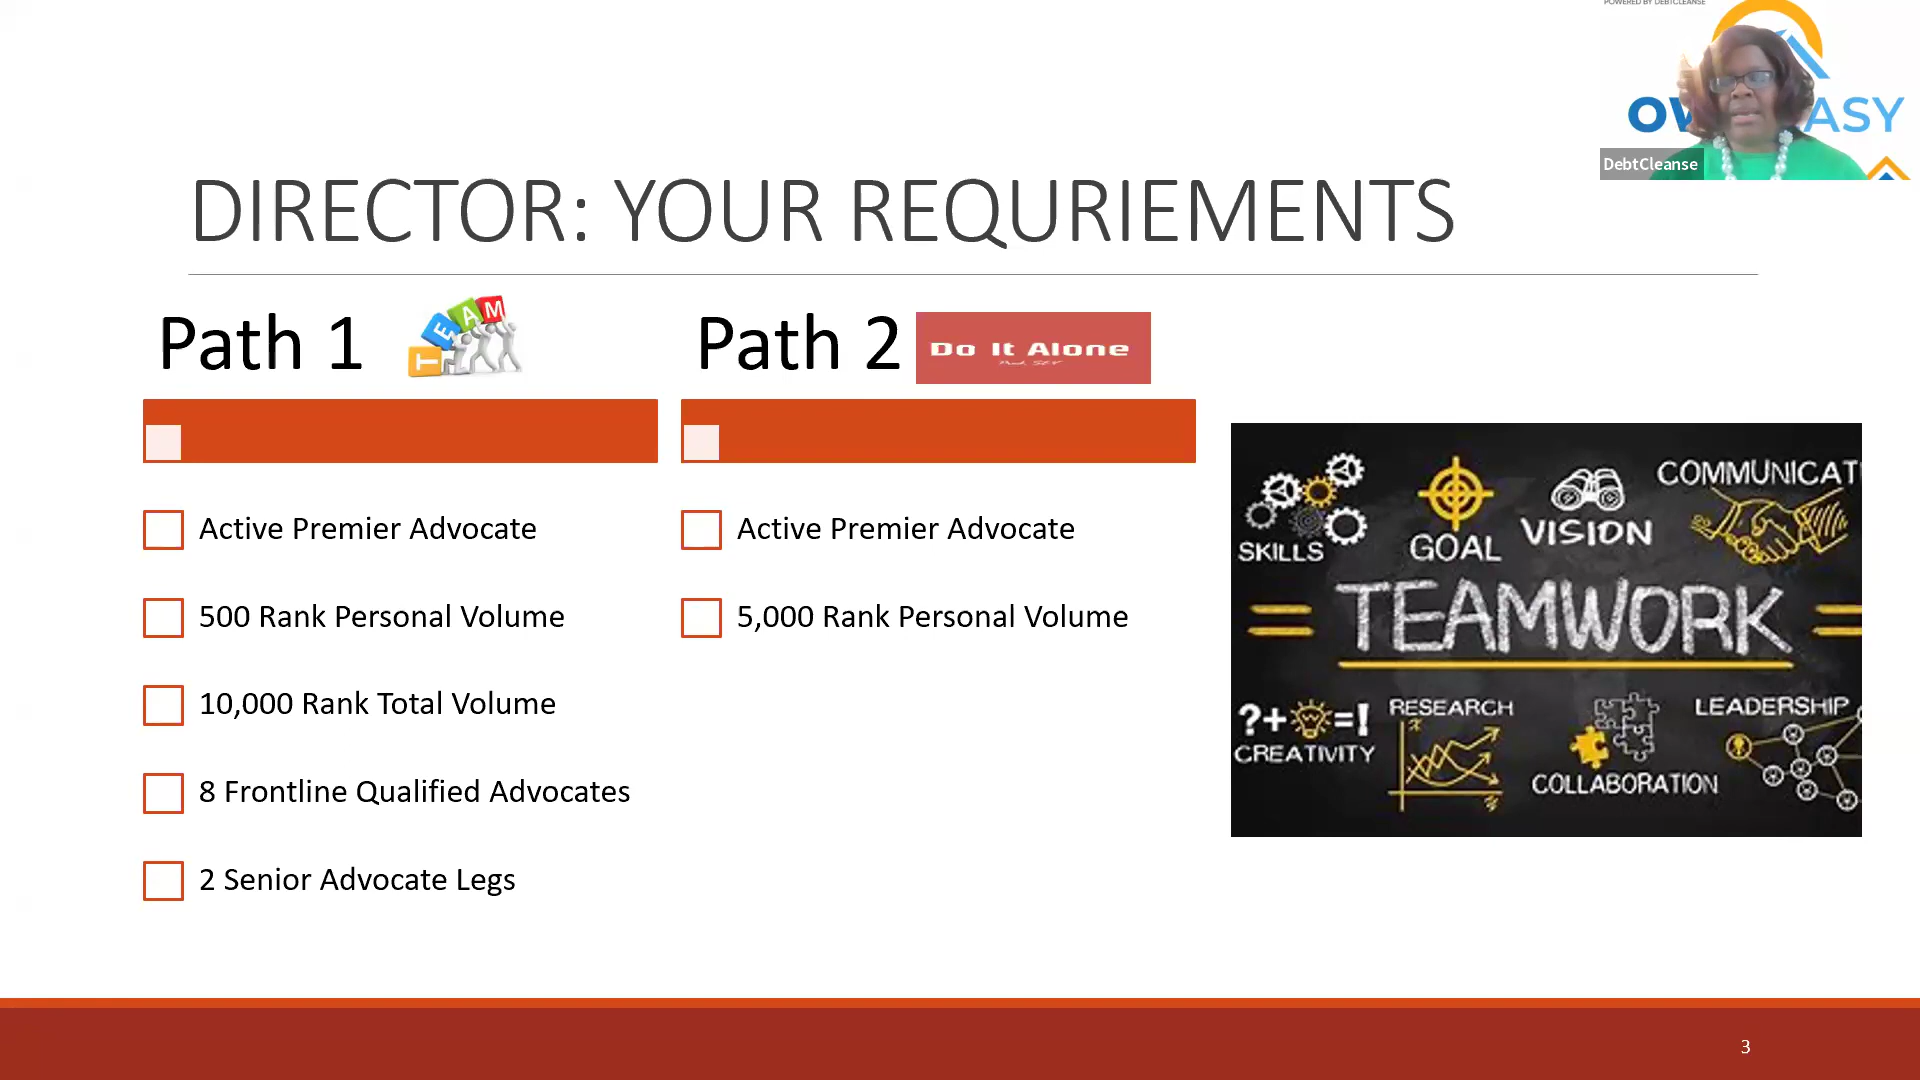 POWERED BY DEBTCLEANSE
ASY
DebtCleanse
DIRECTOR: YOUR REQURIEMENTS
Path 1
TEAM
Path 2
Do It Alone
Active Premier Advocate
500 Rank Personal Volume
10,000 Rank Total Volume
8 Frontline Qualified Advocates
2 Senior Advocate Legs
Active Premier Advocate
5,000 Rank Personal Volume
SKILLS
GOAL
VISION
COMMUNICAT
= TEAMWORK =
?+ =!
CREATIVITY
RESEARCH
COLLABORATION
LEADERSHIP
3